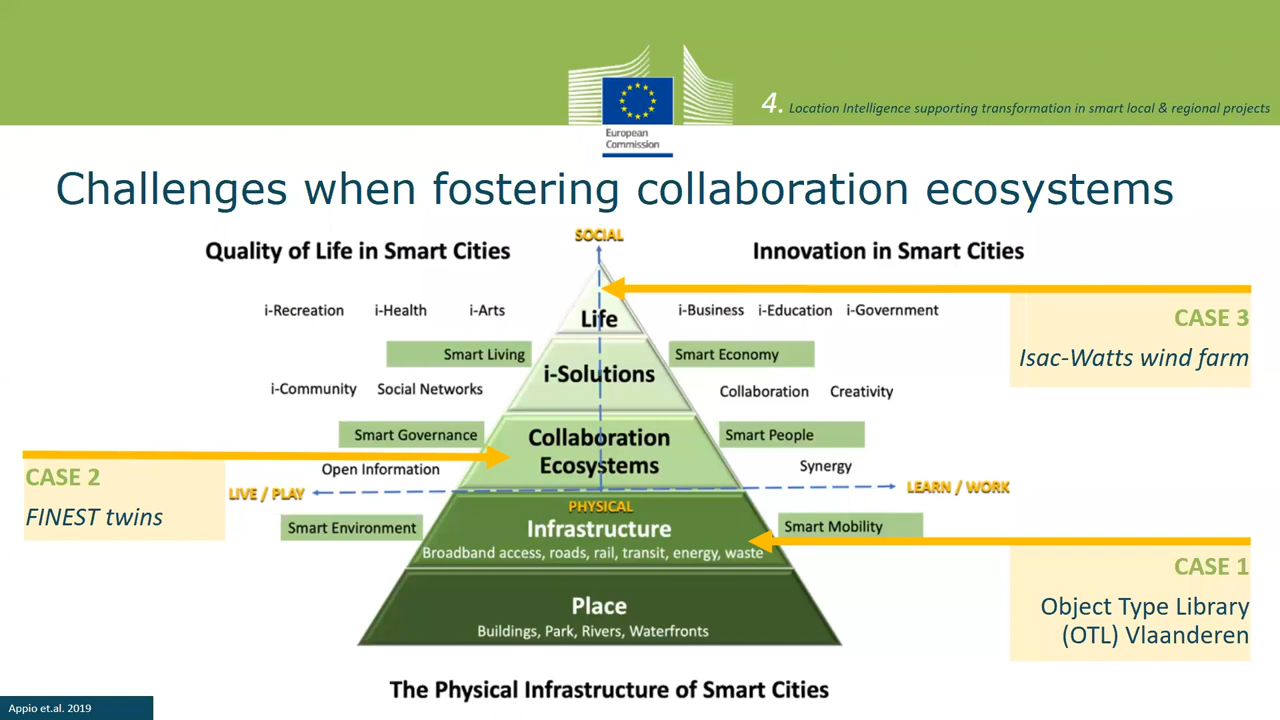 European
Commission
4. Location Intelligence supporting transformation in smart local & regional projects
Challenges when fostering collaboration ecosystems
SOCIAL
Quality of Life in Smart Cities
Innovation in Smart Cities
i-Recreation i-Health i-Arts
Life
i-Business i-Education i-Government
CASE 3
Isac-Watts wind farm
Smart Living
Smart Economy
i-Solutions
i-Community Social Networks
Collaboration Creativity
Smart Governance
Collaboration
Ecosystems
Smart People
CASE 2
FINEST twins
Open Information
Synergy
LIVE / PLAY
LEARN / WORK
PHYSICAL
Smart Environment
Infrastructure
Broadband access, roads, rail, transit, energy, waste
Smart Mobility
CASE 1
Object Type Library
(OTL) Vlaanderen
Place
Buildings, Park, Rivers, Waterfronts
The Physical Infrastructure of Smart Cities
Appio et.al. 2019